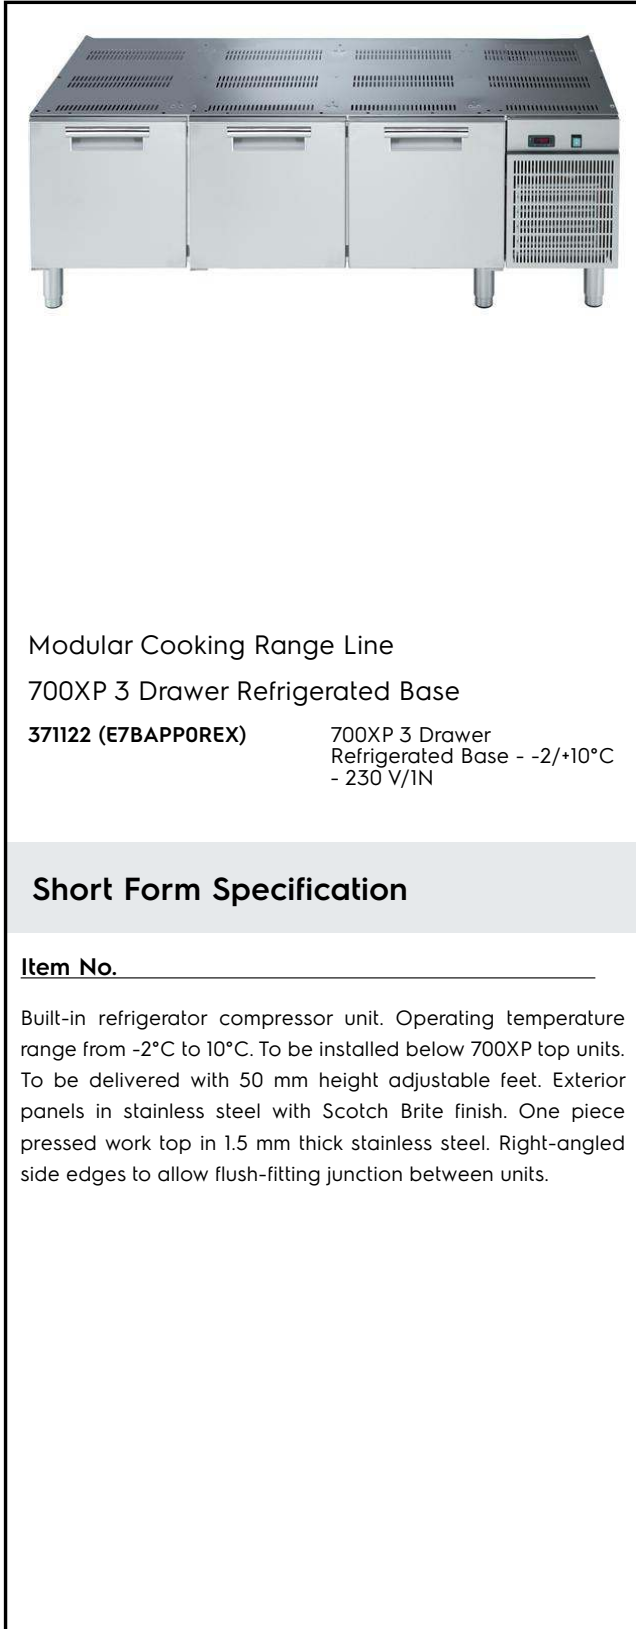 Modular Cooking Range Line
700XP 3 Drawer Refrigerated Base
371122 (E7BAPP0REX)
700XP 3 Drawer
Refrigerated Base - -2/+10°C
- 230 V/1N
Short Form Specification
Item No.
Built-in refrigerator compressor unit. Operating temperature
range from -2°C to 10°C. To be installed below 700XP top units.
To be delivered with 50 mm height adjustable feet. Exterior
panels in stainless steel with Scotch Brite finish. One piece
pressed work top in 1.5 mm thick stainless steel. Right-angled
side edges to allow flush-fitting junction between units.